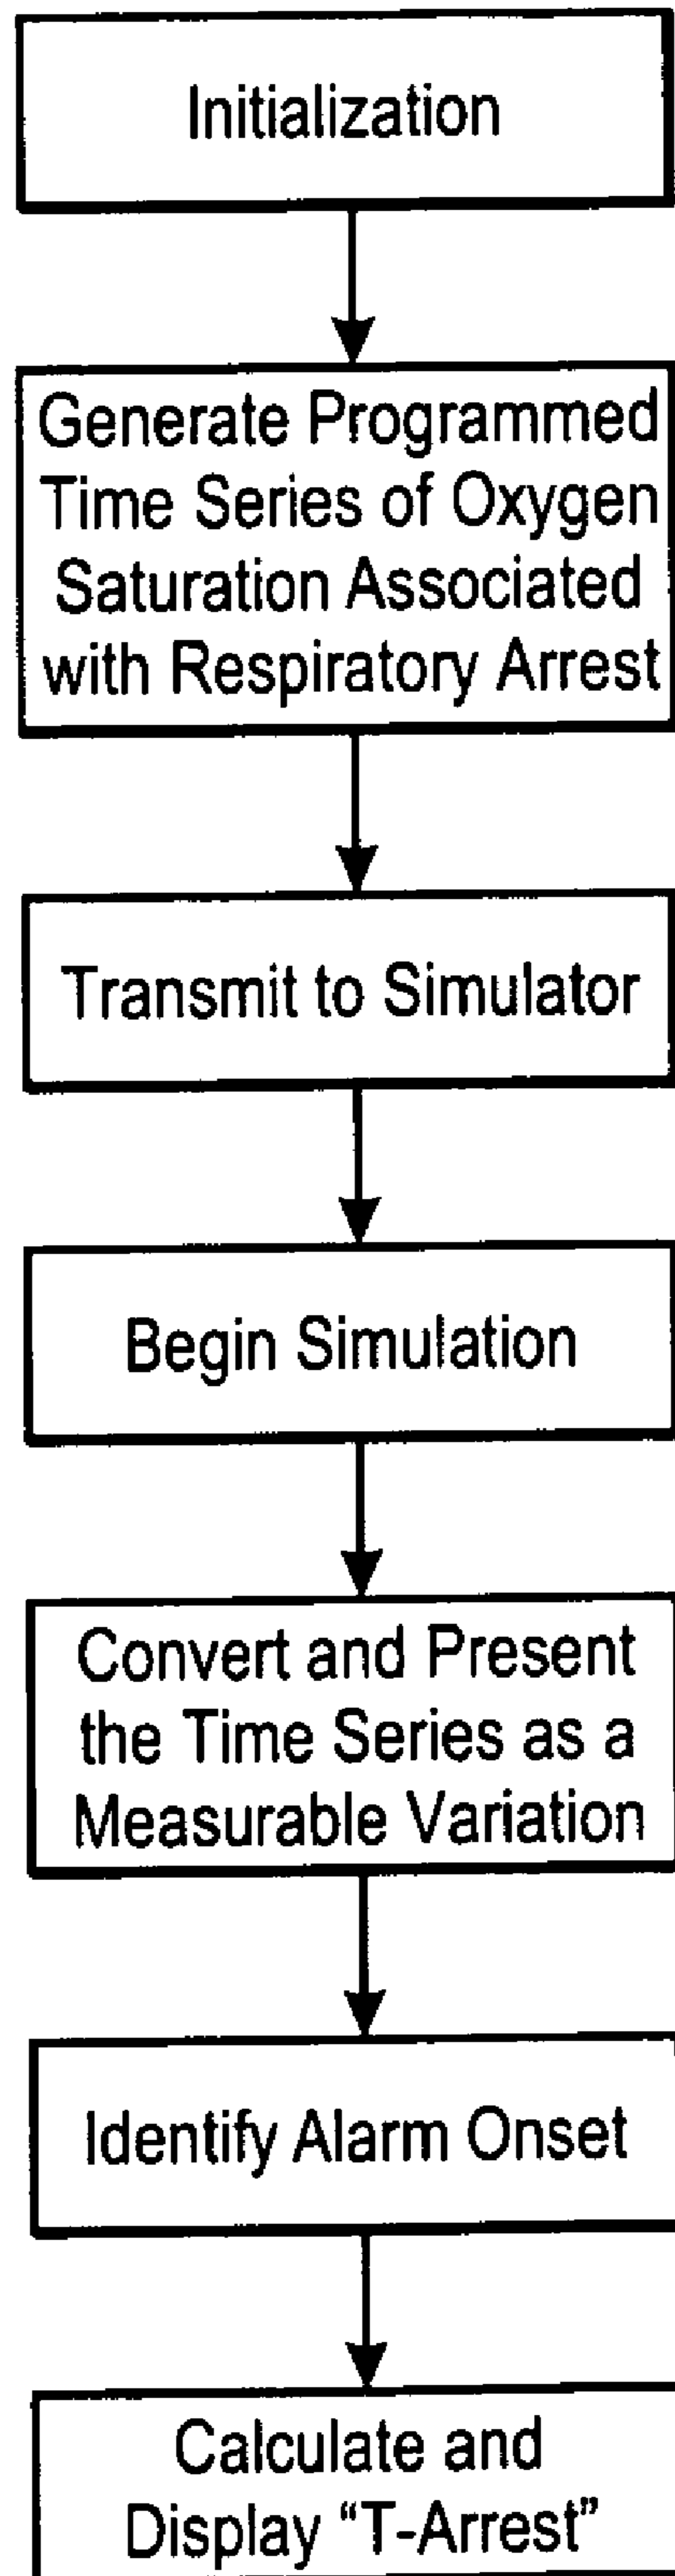 Initialization
Generate Programmed
Time Series of Oxygen
Saturation Associated
with Respiratory Arrest
Transmit to Simulator
Begin Simulation
Convert and Present
the Time Series as a
Measurable Variation
Identify Alarm Onset
Calculate and
Display “T-Arrest”